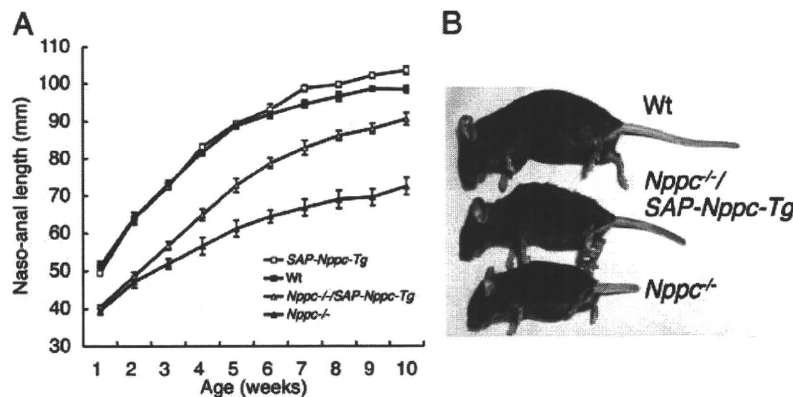 A
B
Naso-anal length (mm)
110
100
90
80
70
60
50
40
30
SAP-Nppc-Tg
Wt
Nppc-/-/SAP-Nppc-Tg
Nppc-/-
1 2 3 4 5 6 7 8 9 10
Age (weeks)
Wt
Nppc-/-/
SAP-Nppc-Tg
Nppc-/-